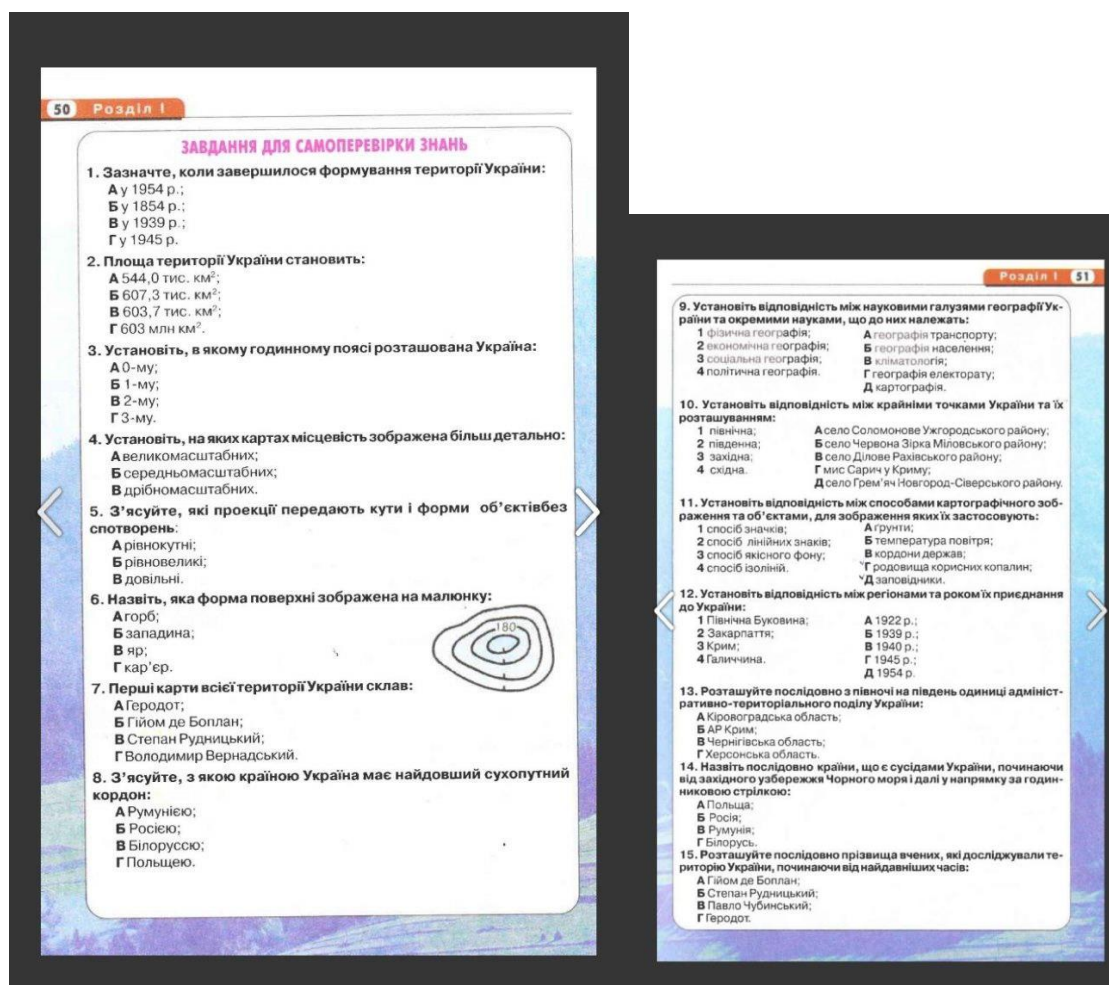 50 Розділ I
ЗАВДАННЯ ДЛЯ САМОПЕРЕВІРКИ ЗНАНЬ
1. Зазначте, коли завершилося формування території України:
А у 1954 р.;
Б у 1854 р.;
В у 1939 р.;
Г у 1945 р.
2. Площа території України становить:
А 544,0 тис. км²;
Б 607,3 тис. км²;
В 603,7 тис. км²;
Г 603 млн км².
3. Установіть, в якому годинному поясі розташована Україна:
А 0-му;
Б 1-му;
В 2-му;
Г 3-му.
4. Установіть, на яких картах місцевість зображена більш детально:
А великомасштабних;
Б середньомасштабних;
В дрібномасштабних.
5. З’ясуйте, які проекції передають кути і форми об’єктівбез
спотворень:
А рівнокутні;
Б рівновеликі;
В довільні.
6. Назвіть, яка форма поверхні зображена на малюнку:
А горб;
Б западина;
В яр;
Г кар’єр.
180
7. Перші карти всієї території України склав:
А Геродот;
Б Гійом де Боплан;
В Степан Рудницький;
Г Володимир Вернадський.
8. З’ясуйте, з якою країною Україна має найдовший сухопутний
кордон:
А Румунією;
Б Росією;
В Білоруссю;
Г Польщею.
Розділ I 51
9. Установіть відповідність між науковими галузями географії Ук-
раїни та окремими науками, що до них належать:
1 фізична географія; А географія транспорту;
2 економічна географія; Б географія населення;
3 соціальна географія; В кліматологія;
4 політична географія. Г географія електорату;
Д картографія.
10. Установіть відповідність між крайніми точками України та їх
розташуванням:
1 північна; А село Соломонове Ужгородського району;
2 південна; Б село Червона Зірка Міловського району;
3 західна; В село Ділове Рахівського району;
4 східна. Г мис Сарич у Криму;
Д село Грем’яч Новгород-Сіверського району.
11. Установіть відповідність між способами картографічного зоб-
раження та об’єктами, для зображення яких їх застосовують:
1 спосіб значків; А ґрунти;
2 спосіб лінійних знаків; Б температура повітря;
3 спосіб якісного фону; В кордони держав;
4 спосіб ізоліній. Г родовища корисних копалин;
Д заповідники.
12. Установіть відповідність між регіонами та роком їх приєднання
до України:
1 Північна Буковина; А 1922 р.;
2 Закарпаття; Б 1939 р.;
3 Крим; В 1940 р.;
4 Галиччина. Г 1945 р.;
Д 1954 р.
13. Розташуйте послідовно з півночі на південь одиниці адмініст-
ративно-територіального поділу України:
А Кіровоградська область;
Б АР Крим;
В Чернігівська область;
Г Херсонська область.
14. Назвіть послідовно країни, що є сусідами України, починаючи
від західного узбережжя Чорного моря і далі у напрямку за годин-
никовою стрілкою:
А Польща;
Б Росія;
В Румунія;
Г Білорусь.
15. Розташуйте послідовно прізвища вчених, які досліджували те-
риторію України, починаючи від найдавніших часів:
А Гійом де Боплан;
Б Степан Рудницький;
В Павло Чубинський;
Г Геродот.